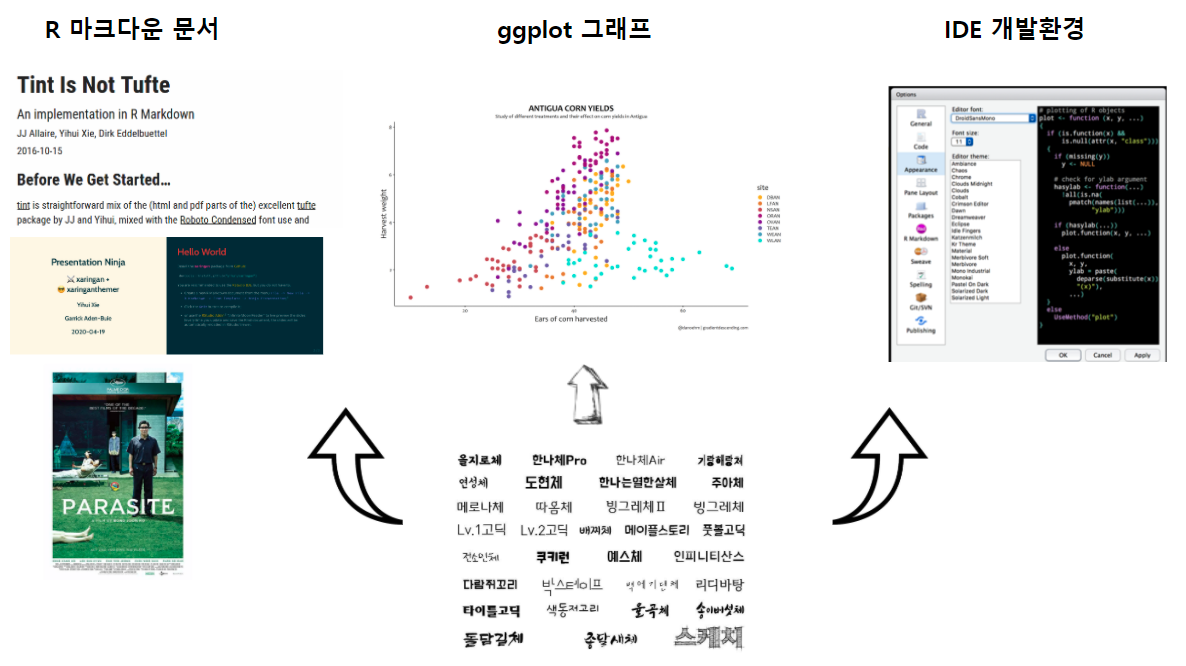 R 마크다운 문서
ggplot 그래프
IDE 개발환경
Tint Is Not Tufte
An implementation in R Markdown
JJ Allaire, Yihui Xie, Dirk Eddelbuettel
2016-10-15
Before We Get Started...
tint is straightforward mix of the (html and pdf parts of the) excellent tufte
package by JJ and Yihui, mixed with the Roboto Condensed font use and
Presentation Ninja
xaringan +
xaringanthemer
Yihui Xie
Garrick Aden-Buie
2020-04-19
Hello World
PARASITE
ANTIGUA CORN YIELDS
Study of different treatments and their effect on corn yields in Antigua
Harvest weight
Ears of corn harvested
site
DBAN
LFAN
NSAN
ORAN
OVAN
TEAN
WEAN
WLAN
Options
General
Code
Appearance
Pane Layout
Packages
R Markdown
Sweave
Spelling
Git/SVN
Publishing
Editor font:
DroidSansMono
Font size:
11
Editor theme:
Ambiance
Chaos
Chrome
Clouds Midnight
Clouds
Cobalt
Crimson Editor
Dawn
Dreamweaver
Eclipse
Idle Fingers
Katzenmilch
Kr Theme
Material
Merbivore Soft
Merbivore
Mono Industrial
Monokai
Pastel On Dark
Solarized Dark
Solarized Light
# plotting of R objects
plot <- function (x, y, ...)
{
if (is.function(x) &&
is.null(attr(x, "class")))
{
if (missing(y))
y <- NULL
# check for ylab argument
hasylab <- function(...)
!all(is.na(
pmatch(names(list(...)),
"ylab")))
if (hasylab(...))
plot.function(x, y, ...)
else
plot.function(
x, y,
ylab = paste(
deparse(substitute(x)),
"(x)"),
...)
}
else
UseMethod("plot")
}
OK Cancel Apply
을지로체 한나체Pro 한나체Air 기랑해랑체
연성체 도현체 한나는열한살체 주아체
메로나체 따옴체 빙그레체Ⅱ 빙그레체
Lv.1고딕 Lv.2고딕 배찌체 메이플스토리 풋볼고딕
전소민체 쿠키런 예스체 인피니티산스
다람쥐꼬리 박스테이프 리디바탕
타이틀고딕 색동저고리 율곡체 송이버섯체
돌담길체 종달새체 스케치